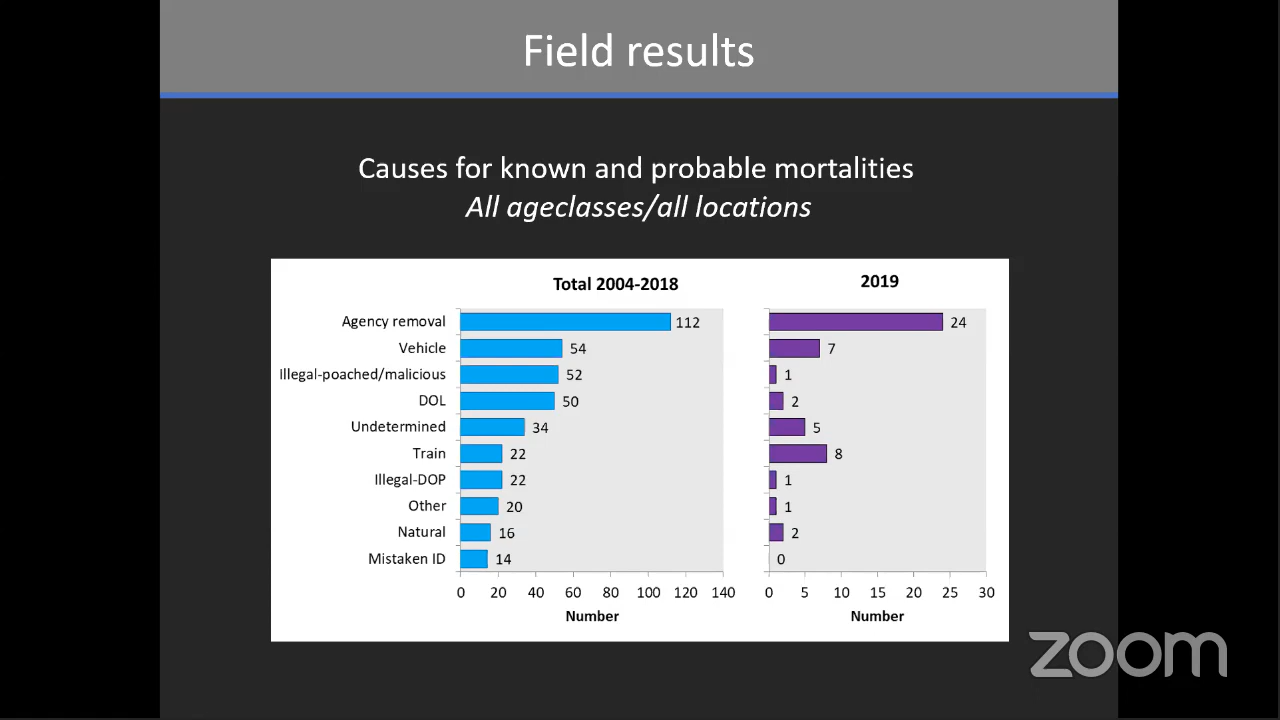 Field results
Causes for known and probable mortalities
All ageclasses/all locations
Total 2004-2018
Agency removal 112
Vehicle 54
Illegal-poached/malicious 52
DOL 50
Undetermined 34
Train 22
Illegal-DOP 22
Other 20
Natural 16
Mistaken ID 14
0 20 40 60 80 100 120 140
Number
2019
24
7
1
2
5
8
1
1
2
0
0 5 10 15 20 25 30
Number
zoom